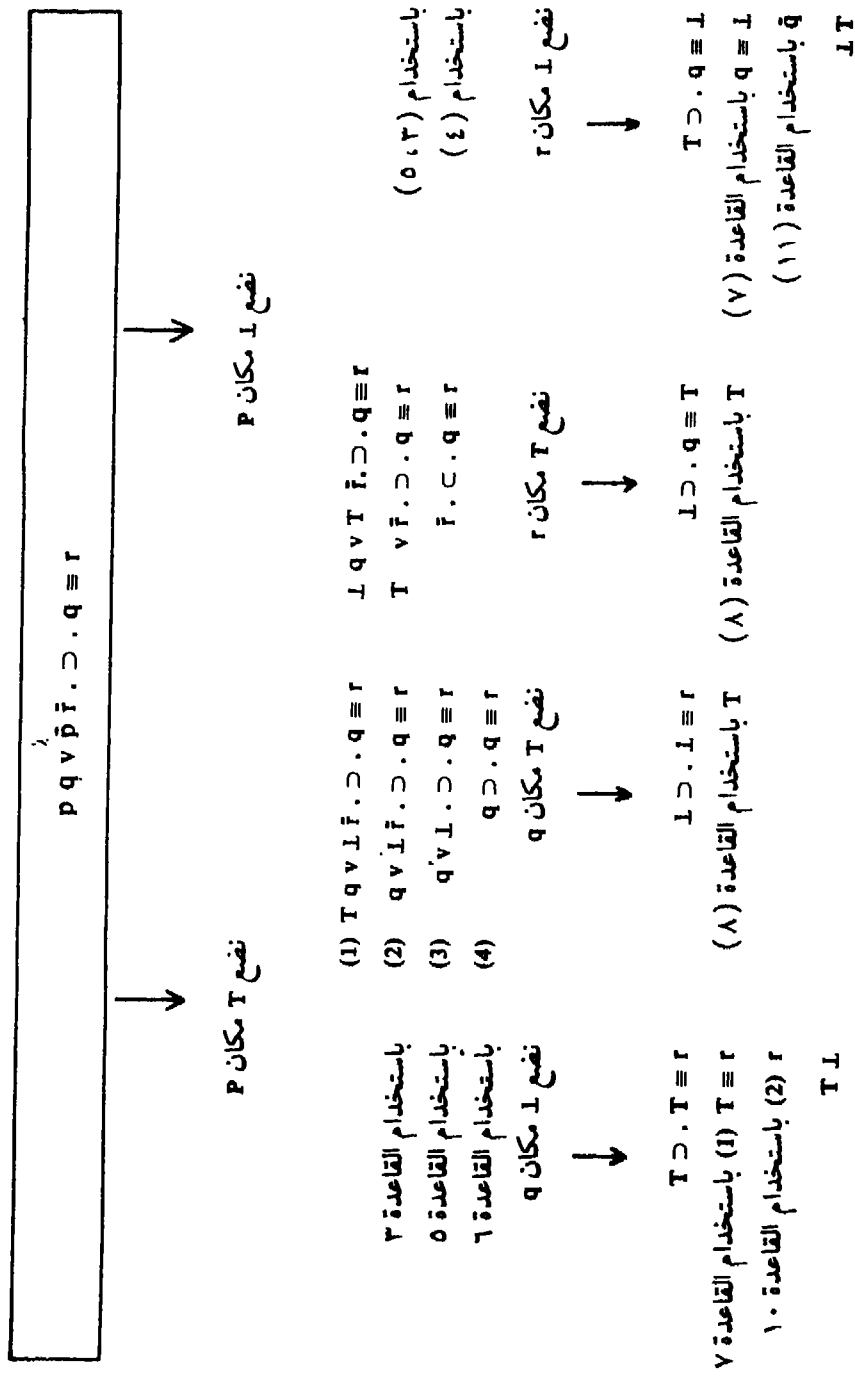 p q v p̄ r̄ . ⊃ . q ≡ r
نضع T مكان P
نضع ⊥ مكان P
(1) T q v ⊥ r̄ . ⊃ . q ≡ r
⊥ q v T r̄ . ⊃ . q ≡ r
باستخدام القاعدة ٣
(2) q v ⊥ r̄ . ⊃ . q ≡ r
T v r̄ . ⊃ . q ≡ r
باستخدام (٣ ، ٥)
باستخدام القاعدة ٥
(3) q v ⊥ . ⊃ . q ≡ r
r̄ . ⊂ . q ≡ r
باستخدام (٤)
باستخدام القاعدة ٦
(4) q ⊃ . q ≡ r
نضع ⊥ مكان q
نضع T مكان q
نضع T مكان r
نضع ⊥ مكان r
T ⊃ . T ≡ r
⊥ ⊃ . ⊥ ≡ r
⊥ ⊃ . q ≡ T
T ⊃ . q ≡ ⊥
T ≡ r (1) باستخدام القاعدة ٧
T باستخدام القاعدة (٨)
T باستخدام القاعدة (٨)
q ≡ ⊥ باستخدام القاعدة (٧)
r (2) باستخدام القاعدة ١٠
q̄ باستخدام القاعدة (١١)
T ⊥
⊥ T